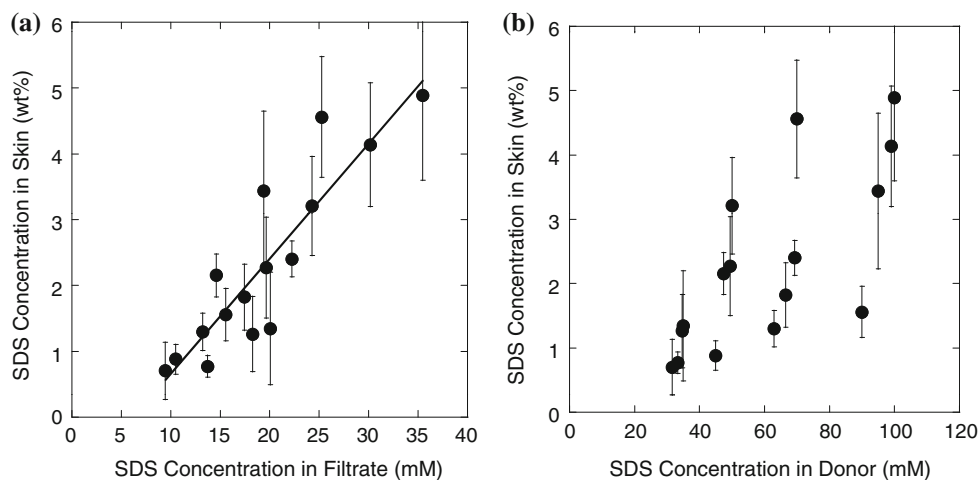 (a)
SDS Concentration in Skin (wt%)
6
5
4
3
2
1
0
0 5 10 15 20 25 30 35 40
SDS Concentration in Filtrate (mM)
(b)
SDS Concentration in Skin (wt%)
6
5
4
3
2
1
0
0 20 40 60 80 100 120
SDS Concentration in Donor (mM)